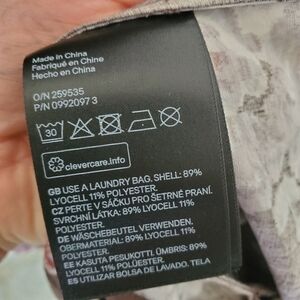 Made in China
Fabriqué en Chine
Hecho en China
O/N 259535
P/N 0992097 3
30
clevercare.info
GB USE A LAUNDRY BAG. SHELL: 89%
LYOCELL 11% POLYESTER.
CZ PERTE V SÁČKU PRO ŠETRNÉ PRANÍ.
SVRCHNÍ LÁTKA: 89% LYOCELL 11%
POLYESTER.
DE WÄSCHEBEUTEL VERWENDEN.
OBERMATERIAL: 89% LYOCELL 11%
POLYESTER.
EE KASUTA PESUKOTTI. ÜMBRIS: 89%
LYOCELL 11% POLÜESTER.
ES UTILIZAR BOLSA DE LAVADO. TELA